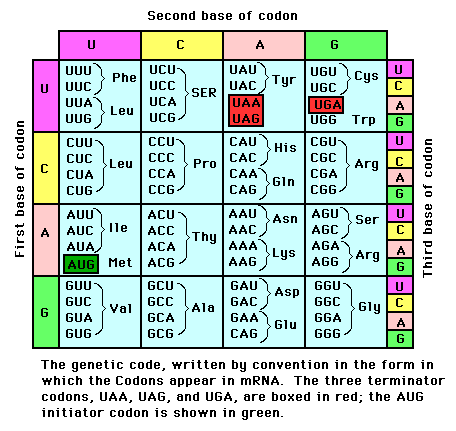 Second base of codon
U C A G
UUU UCU UAU UGU U
UUC Phe UCC UAC Tyr UGC Cys C
UUA UCA SER UAA UGA A
UUG Leu UCG UAG UGG Trp G
U
CUU CCU CAU His CGU U
CUC CCC CAC CGC C
C CUA Leu CCA Pro CAA Gln CGA Arg A
CUG CCG CAG CGG G
AUU ACU AAU Asn AGU Ser U
AUC Ile ACC AAC AGC C
A AUA ACA Thy AAA Lys AGA Arg A
AUG Met ACG AAG AGG G
GUU GCU GAU Asp GGU U
GUC GCC GAC GGC C
G GUA Val GCA Ala GAA Glu GGA Gly A
GUG GCG CAG GGG G
First base of codon
Third base of codon
The genetic code, written by convention in the form in
which the Codons appear in mRNA. The three terminator
codons, UAA, UAG, and UGA, are boxed in red; the AUG
initiator codon is shown in green.